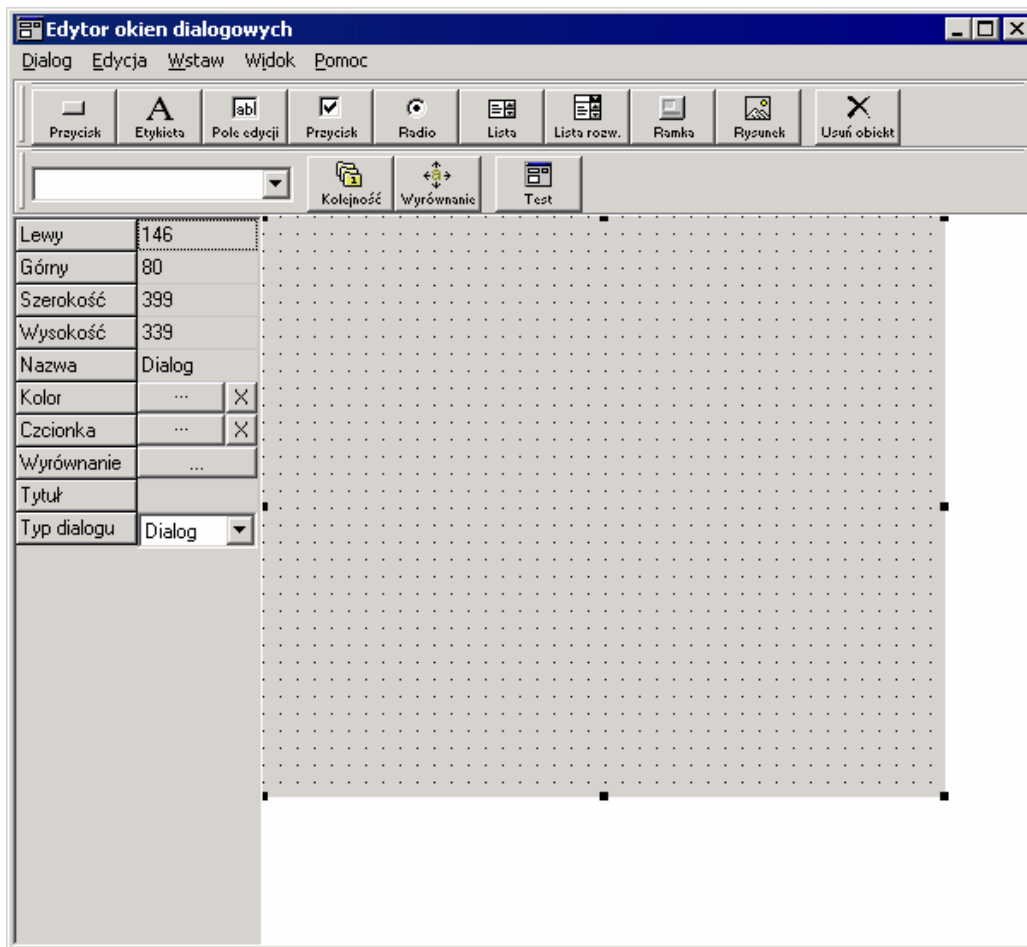 Edytor okien dialogowych
Dialog Edycja Wstaw Widok Pomoc
Przycisk Etykieta Pole edycji Przycisk Radio Lista Lista rozw. Ramka Rysunek Usuń obiekt
Kolejność Wyrównanie Test
Lewy 146
Górny 80
Szerokość 399
Wysokość 339
Nazwa Dialog
Kolor ... X
Czcionka ... X
Wyrównanie ...
Tytuł
Typ dialogu Dialog